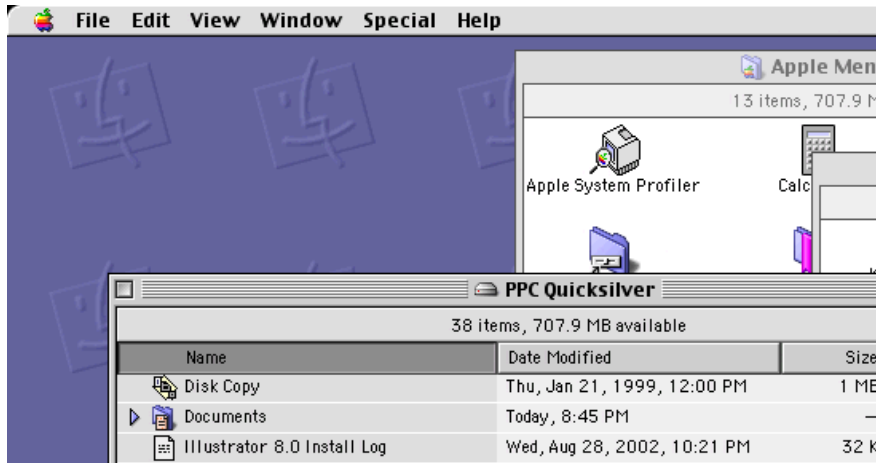 File Edit View Window Special Help
Apple Men
13 items, 707.9 M
Apple System Profiler
Calc
PPC Quicksilver
38 items, 707.9 MB available
Name Date Modified Size
Disk Copy Thu, Jan 21, 1999, 12:00 PM 1 MB
Documents Today, 8:45 PM –
Illustrator 8.0 Install Log Wed, Aug 28, 2002, 10:21 PM 32 K